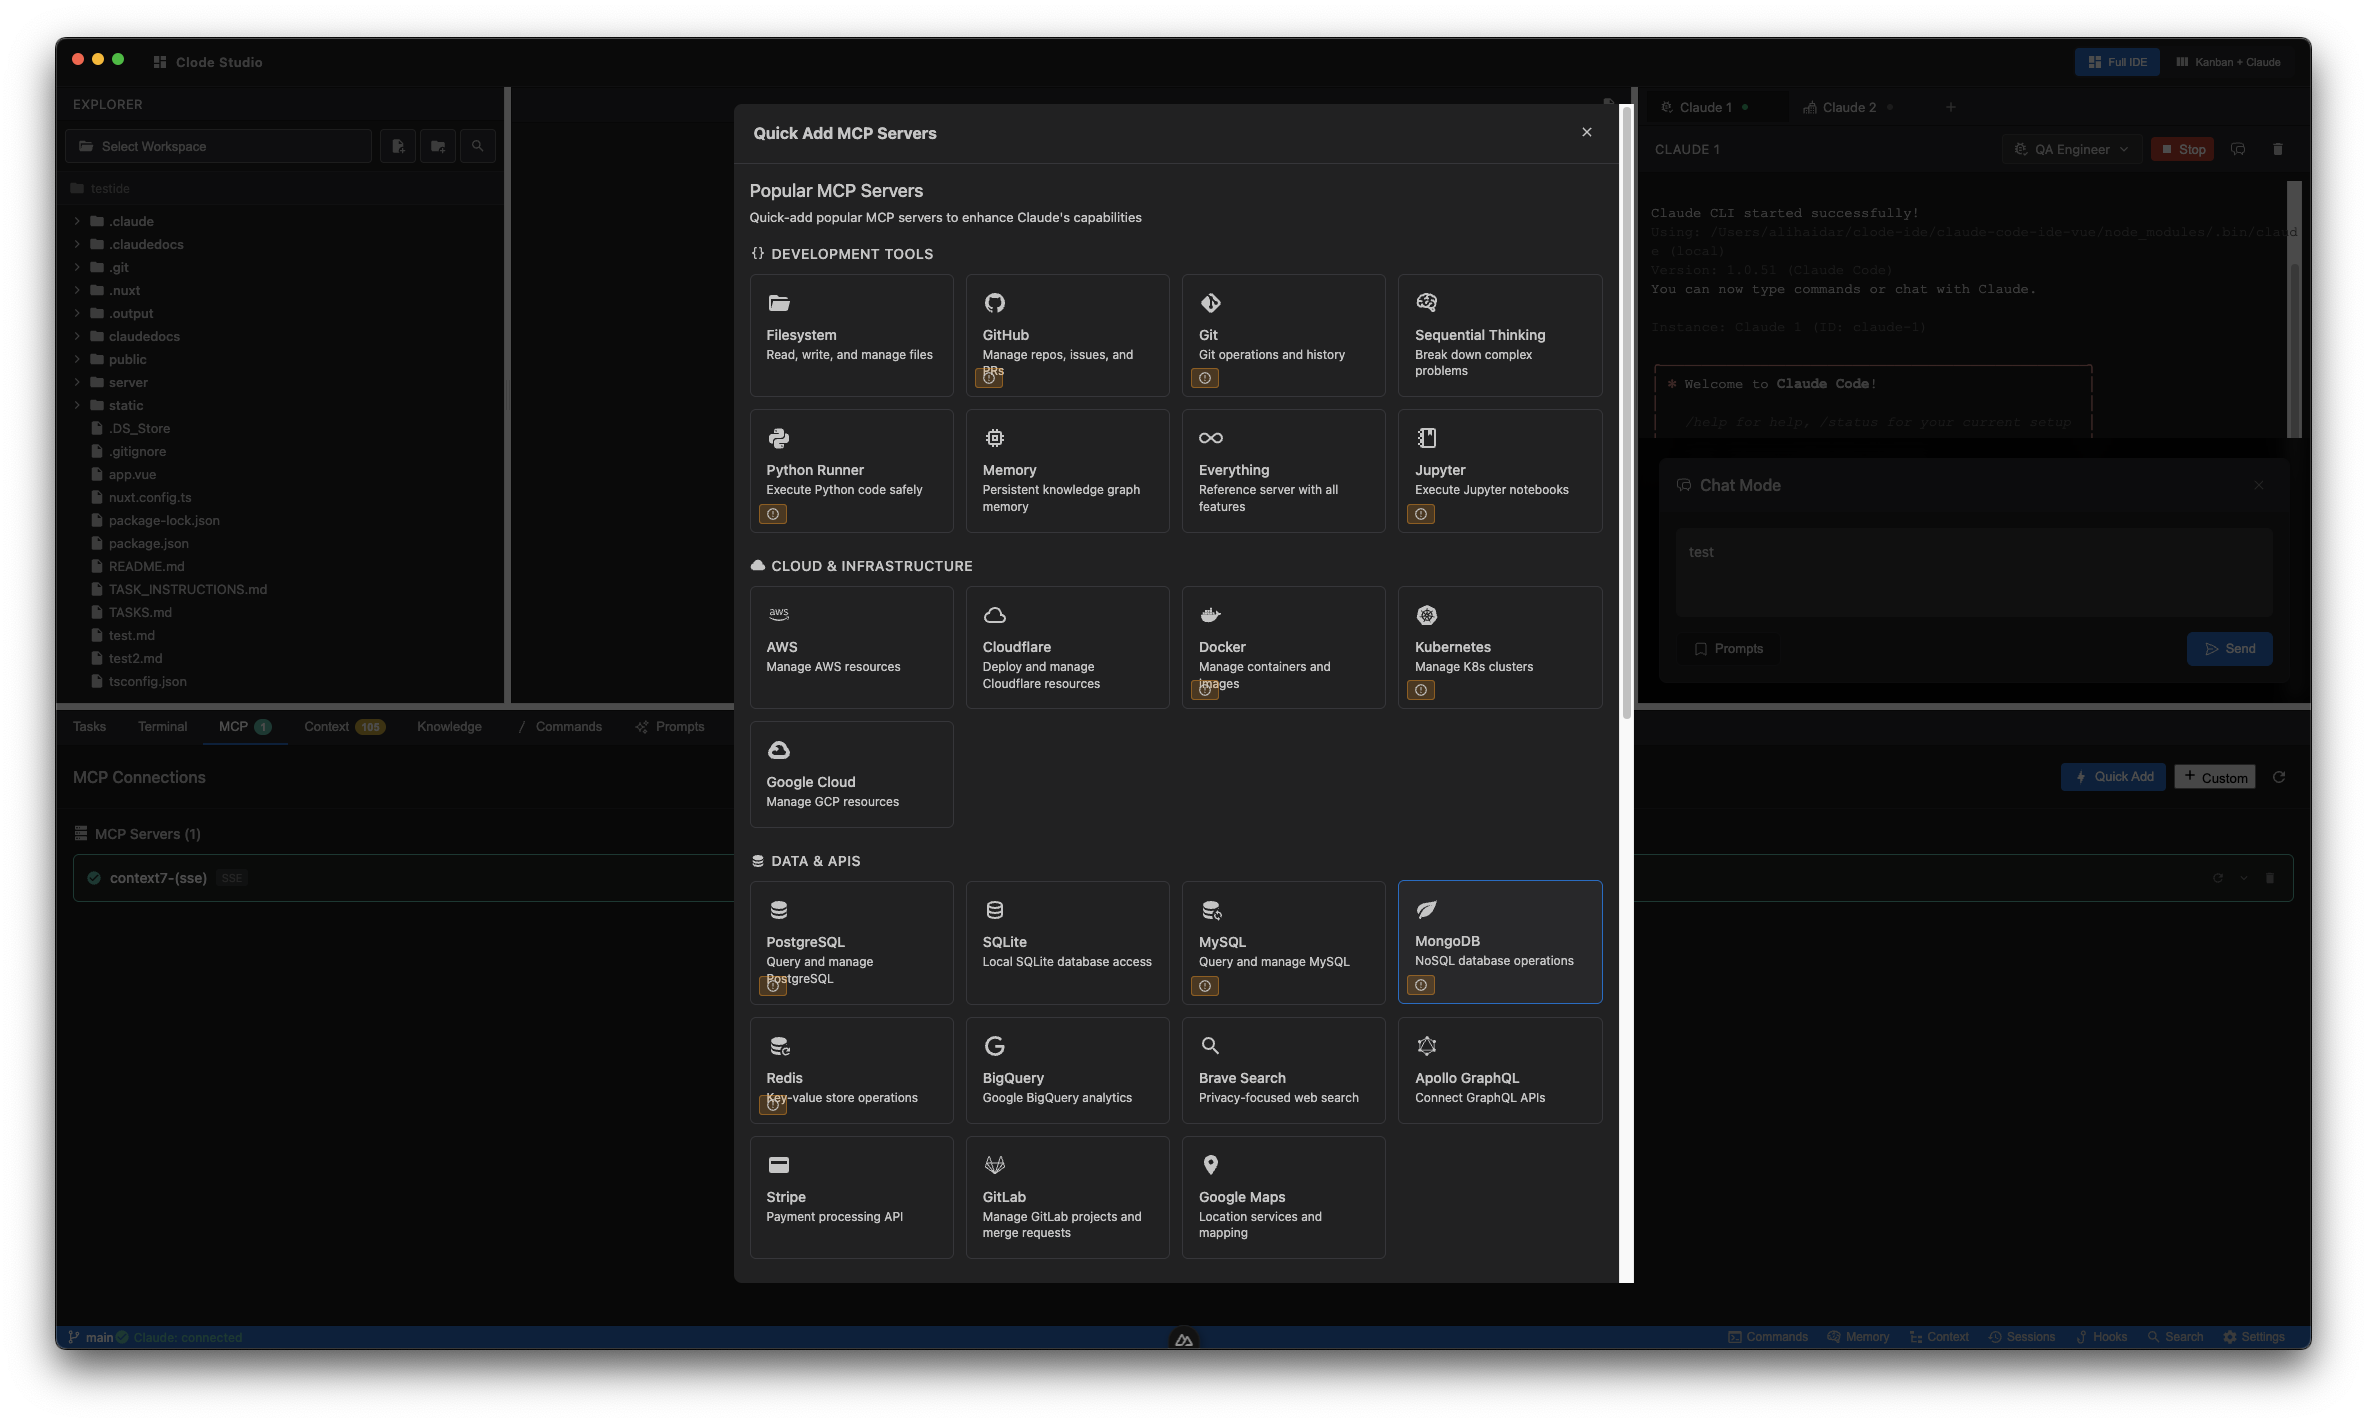 Clode Studio
Full IDE
Kanban + Claude
EXPLORER
Select Workspace
testide
.claude
.claudedocs
.git
.nuxt
.output
claudedocs
public
server
static
.DS_Store
.gitignore
app.vue
nuxt.config.ts
package-lock.json
package.json
README.md
TASK_INSTRUCTIONS.md
TASKS.md
test.md
test2.md
tsconfig.json
Quick Add MCP Servers
Popular MCP Servers
Quick-add popular MCP servers to enhance Claude's capabilities
{} DEVELOPMENT TOOLS
Filesystem
Read, write, and manage files
GitHub
Manage repos, issues, and
PRs
Git
Git operations and history
Sequential Thinking
Break down complex
problems
Python Runner
Execute Python code safely
Memory
Persistent knowledge graph
memory
Everything
Reference server with all
features
Jupyter
Execute Jupyter notebooks
CLOUD & INFRASTRUCTURE
aws
AWS
Manage AWS resources
Cloudflare
Deploy and manage
Cloudflare resources
Docker
Manage containers and
images
Kubernetes
Manage K8s clusters
Google Cloud
Manage GCP resources
DATA & APIS
PostgreSQL
Query and manage
PostgreSQL
SQLite
Local SQLite database access
MySQL
Query and manage MySQL
MongoDB
NoSQL database operations
Redis
Key-value store operations
BigQuery
Google BigQuery analytics
Brave Search
Privacy-focused web search
Apollo GraphQL
Connect GraphQL APIs
Stripe
Payment processing API
GitLab
Manage GitLab projects and
merge requests
Google Maps
Location services and
mapping
Claude 1
Claude 2
CLAUDE 1
QA Engineer
Stop
Claude CLI started successfully!
Using: /Users/alihaidar/clode-ide/claude-code-ide-vue/node_modules/.bin/claud
e (local)
Version: 1.0.51 (Claude Code)
You can now type commands or chat with Claude.
Instance: Claude 1 (ID: claude-1)
* Welcome to Claude Code!
/help for help, /status for your current setup
Chat Mode
test
Prompts
Send
Tasks
Terminal
MCP 1
Context 105
Knowledge
/ Commands
Prompts
MCP Connections
Quick Add
+ Custom
MCP Servers (1)
context7-(sse) SSE
main
Claude: connected
Commands
Memory
Context
Sessions
Hooks
Search
Settings